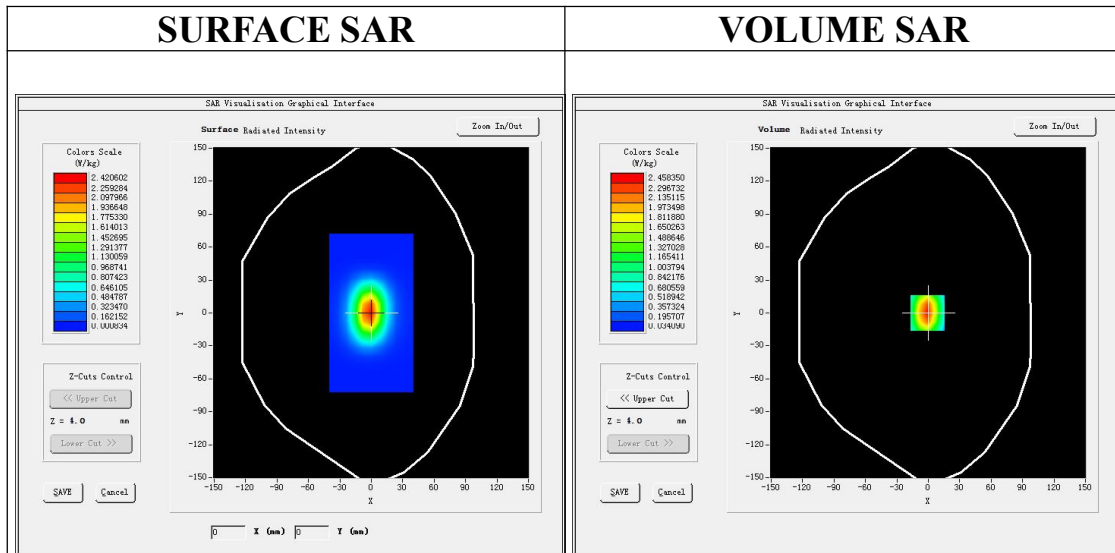 SURFACE SAR
VOLUME SAR
SAR Visualisation Graphical Interface
Surface Radiated Intensity
Zoom In/Out
Colors Scale
(W/kg)
2.420602
2.259284
2.097966
1.936648
1.775330
1.614013
1.452695
1.291377
1.130059
0.968741
0.807423
0.646105
0.484787
0.323470
0.162152
0.000834
150
120
90
60
30
0
-30
-60
-90
-120
-150
Y
-150 -120 -90 -60 -30 0 30 60 90 120 150
X
Z-Cuts Control
<< Upper Cut
Z = 4.0 mm
Lower Cut >>
SAVE Cancel
0 X (mm) 0 Y (mm)
SAR Visualisation Graphical Interface
Volume Radiated Intensity
Zoom In/Out
Colors Scale
(W/kg)
2.458350
2.296732
2.135115
1.973498
1.811880
1.650263
1.488646
1.327028
1.165411
1.003794
0.842176
0.680559
0.518942
0.357324
0.195707
0.034090
150
120
90
60
30
0
-30
-60
-90
-120
-150
Y
-150 -120 -90 -60 -30 0 30 60 90 120 150
X
Z-Cuts Control
<< Upper Cut
Z = 4.0 mm
Lower Cut >>
SAVE Cancel